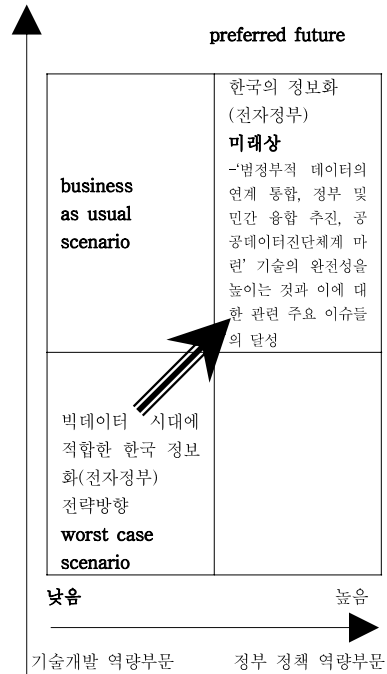 preferred future
한국의 정보화
(전자정부)
미래상
-‘범정부적 데이터의
연계 통합, 정부 및
민간 융합 추진, 공
공데이터진단체계 마
련’ 기술의 완전성을
높이는 것과 이에 대
한 관련 주요 이슈들
의 달성
business
as usual
scenario
빅데이터 시대에
적합한 한국 정보
화(전자정부)
전략방향
worst case
scenario
낮음 높음
기술개발 역량부문 정부 정책 역량부문